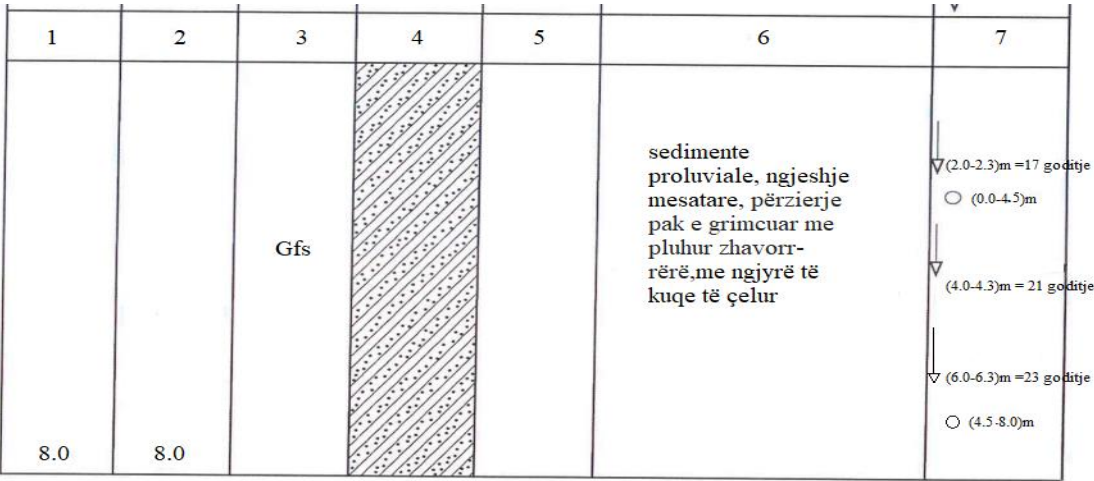 1 2 3 4 5 6 7
sedimente
proluviale, ngjeshje
mesatare, përzierje
pak e grimcuar me
pluhur zhavorr-
rërë,me ngjyrë të
kuqe të çelur
Gfs
(2.0-2.3)m =17 goditje
(0.0-4.5)m
(4.0-4.3)m = 21 goditje
(6.0-6.3)m =23 goditje
(4.5-8.0)m
8.0 8.0